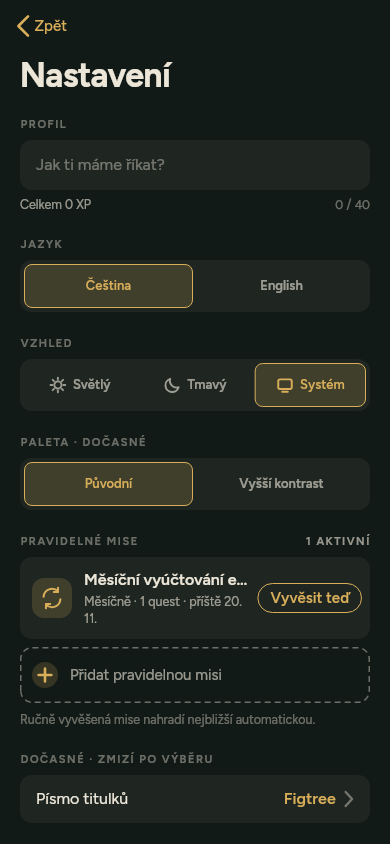 Zpět
Nastavení
PROFIL
Jak ti máme říkat?
Celkem 0 XP
0 / 40
JAZYK
Čeština
English
VZHLED
Světlý
Tmavý
Systém
PALETA · DOČASNÉ
Původní
Vyšší kontrast
PRAVIDELNÉ MISE
1 AKTIVNÍ
Měsíční vyúčtování e…
Měsíčně · 1 quest · příště 20.
11.
Vyvěsit teď
Přidat pravidelnou misi
Ručně vyvěšená mise nahradí nejbližší automatickou.
DOČASNÉ · ZMIZÍ PO VÝBĚRU
Písmo titulků
Figtree